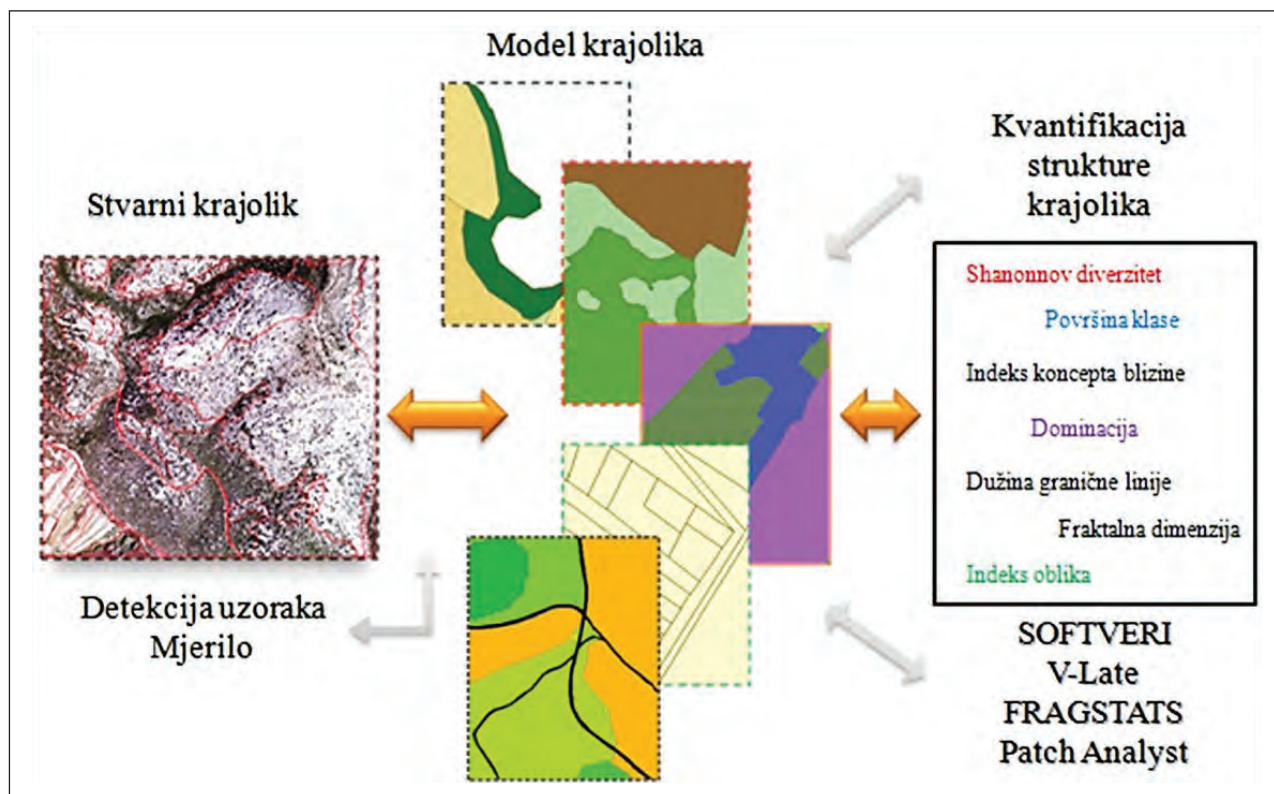 Model krajolika
Stvarni krajolik
Detekcija uzoraka
Mjerilo
Kvantifikacija
strukture
krajolika
Shanonnov diverzitet
Površina klase
Indeks koncepta blizine
Dominacija
Dužina granične linije
Fraktalna dimenzija
Indeks oblika
SOFTVERI
V-Late
FRAGSTATS
Patch Analyst